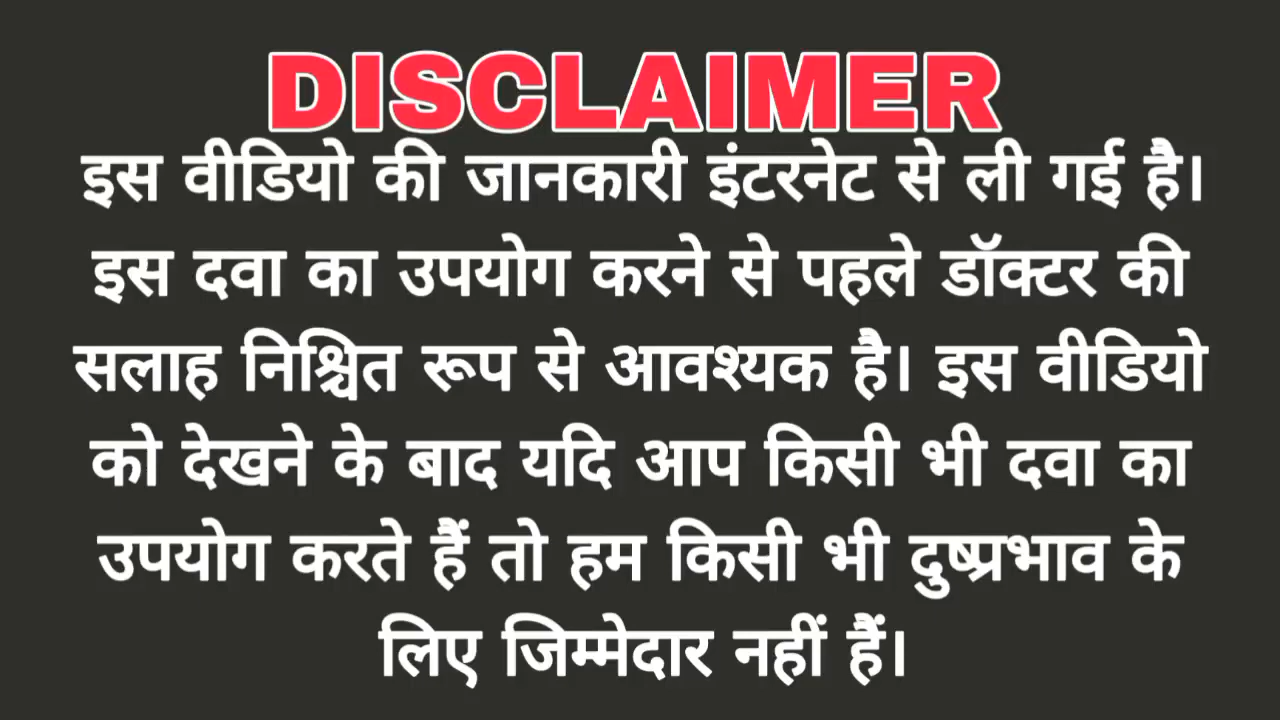 DISCLAIMER
इस वीडियो की जानकारी इंटरनेट से ली गई है।
इस दवा का उपयोग करने से पहले डॉक्टर की
सलाह निश्चित रूप से आवश्यक है। इस वीडियो
को देखने के बाद यदि आप किसी भी दवा का
उपयोग करते हैं तो हम किसी भी दुष्प्रभाव के
लिए जिम्मेदार नहीं हैं।